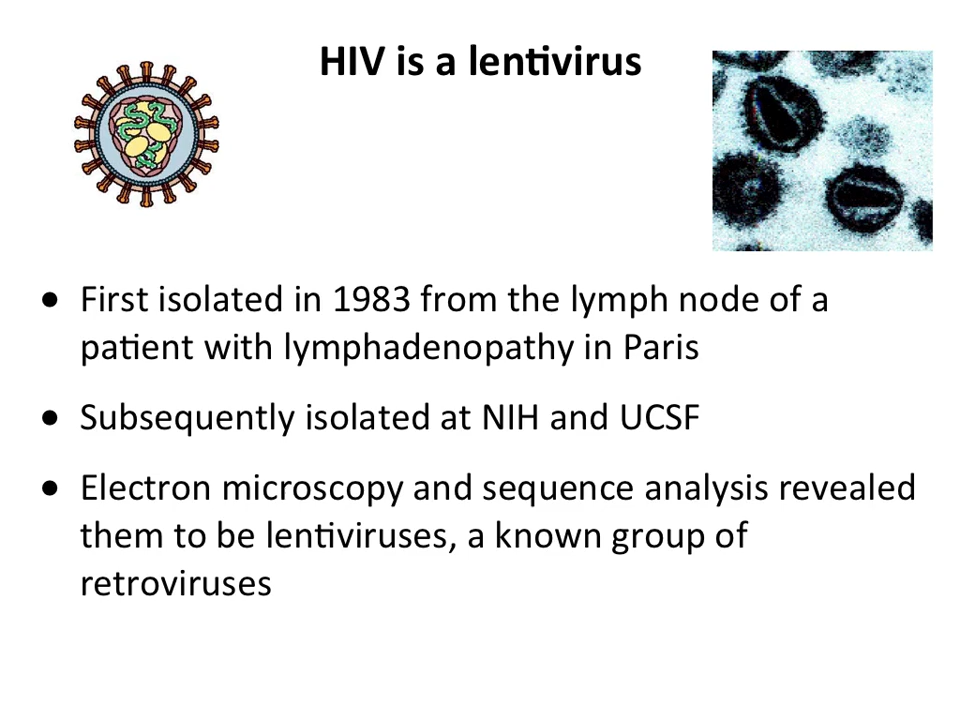 HIV is a lentivirus
● First isolated in 1983 from the lymph node of a
patient with lymphadenopathy in Paris
● Subsequently isolated at NIH and UCSF
● Electron microscopy and sequence analysis revealed
them to be lentiviruses, a known group of
retroviruses